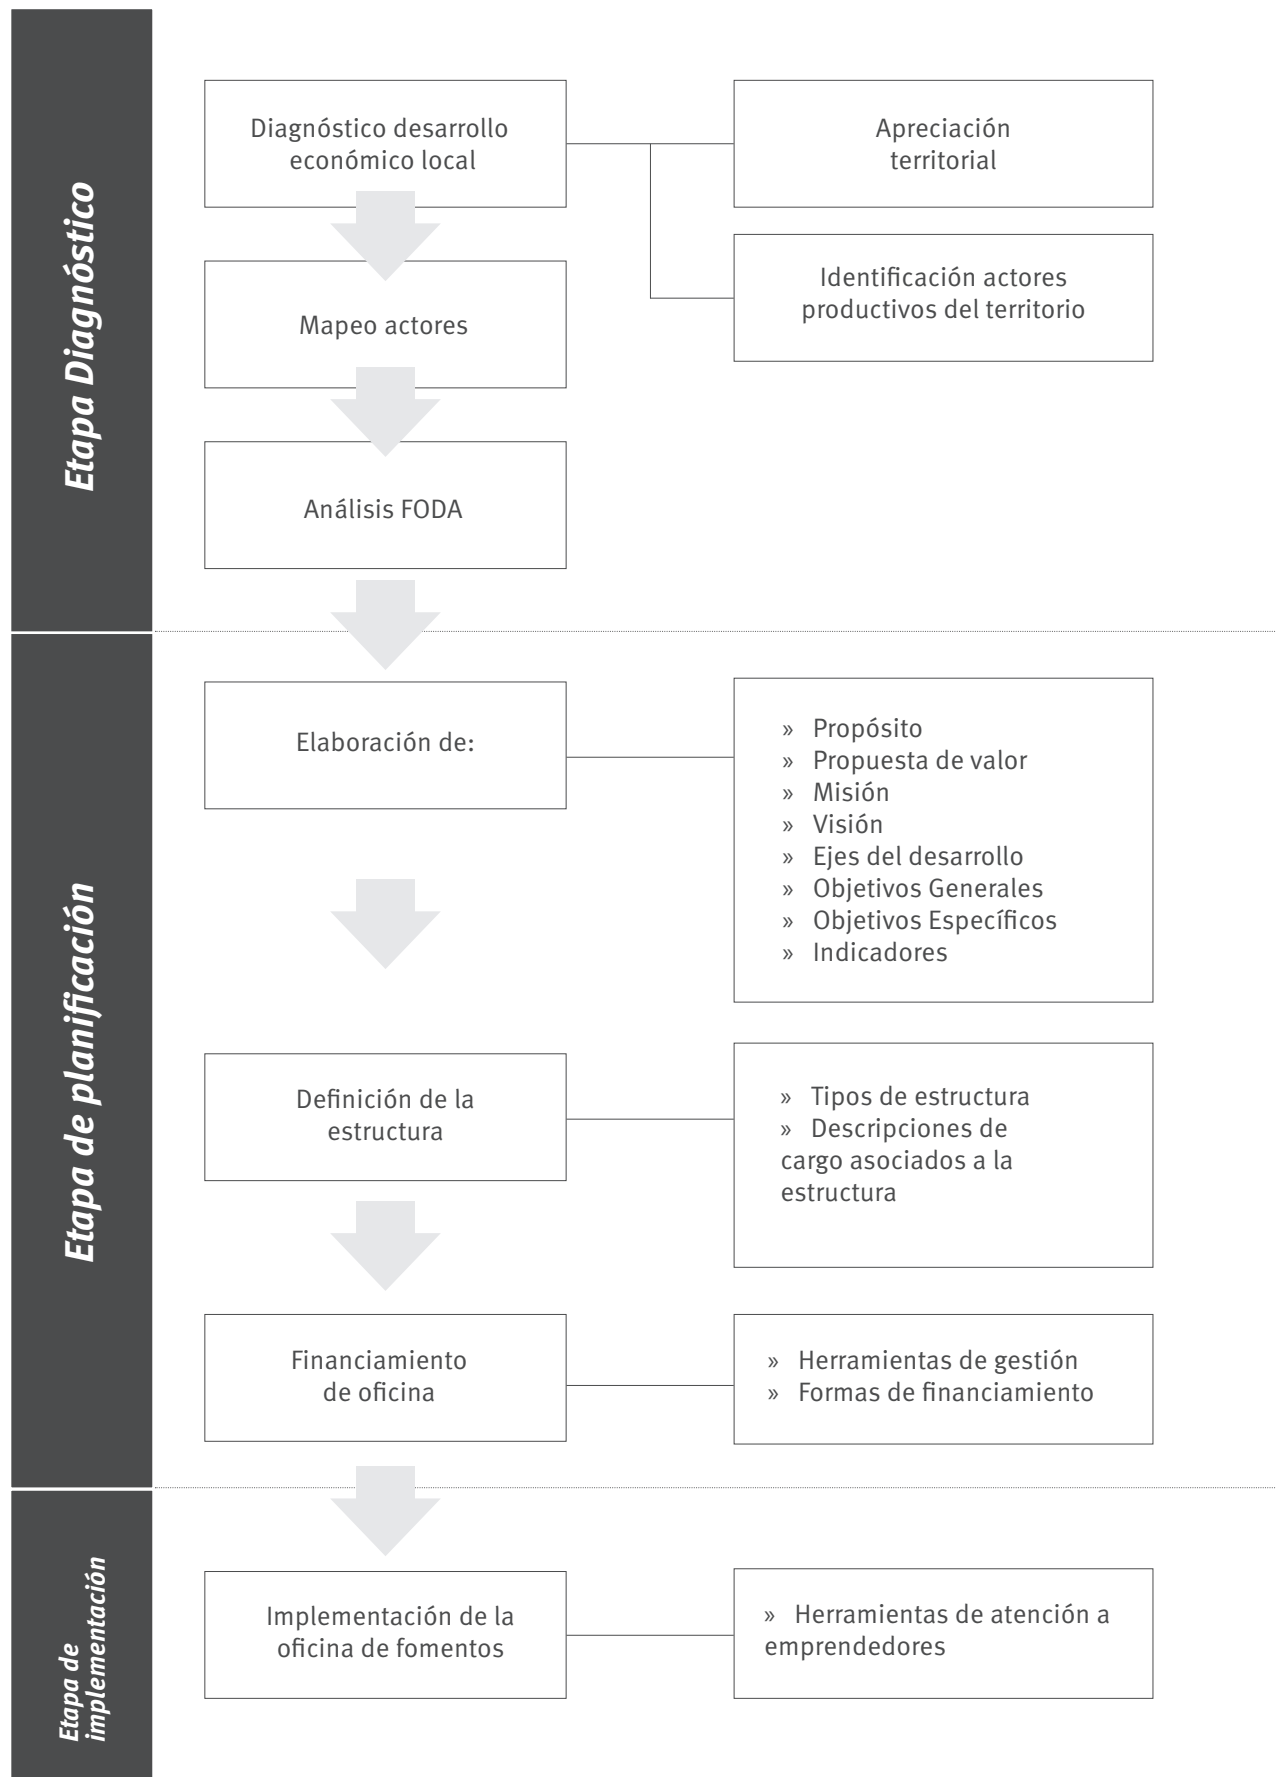 Etapa Diagnóstico
Diagnóstico desarrollo
económico local
Apreciación
territorial
Identificación actores
productivos del territorio
Mapeo actores
Análisis FODA
Etapa de planificación
Elaboración de:
» Propósito
» Propuesta de valor
» Misión
» Visión
» Ejes del desarrollo
» Objetivos Generales
» Objetivos Específicos
» Indicadores
Definición de la
estructura
» Tipos de estructura
» Descripciones de
cargo asociados a la
estructura
Financiamiento
de oficina
» Herramientas de gestión
» Formas de financiamiento
Etapa de
implementación
Implementación de la
oficina de fomentos
» Herramientas de atención a
emprendedores